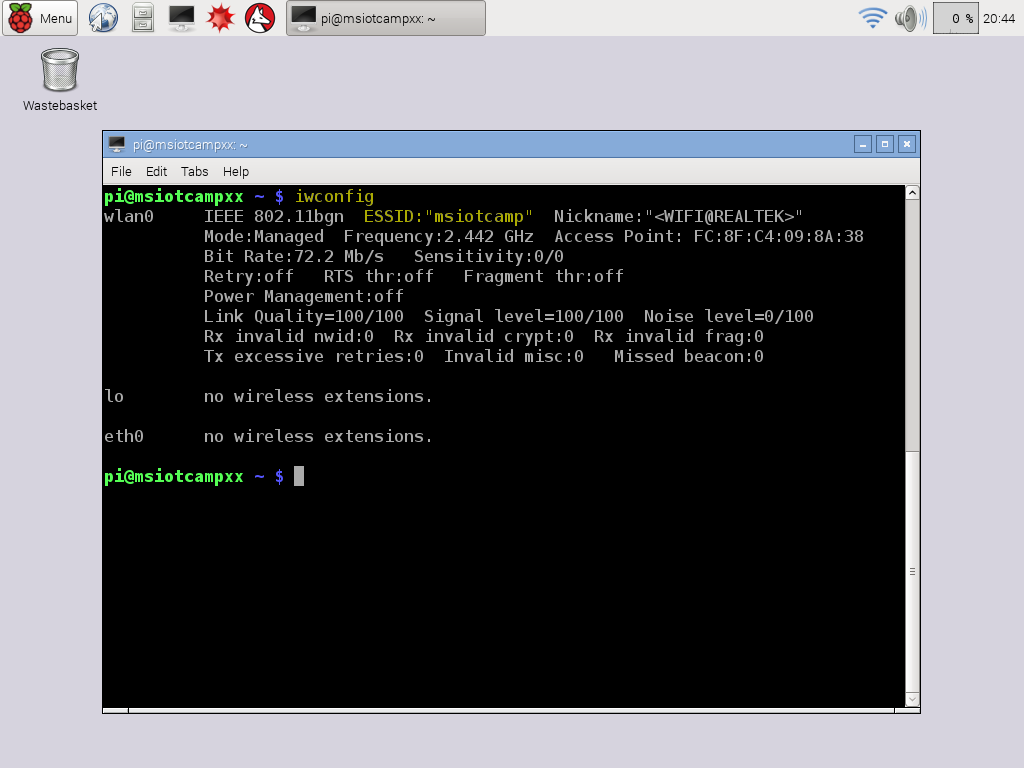 Menu
pi@msiotcampxx: ~
0 %
20:44
Wastebasket
pi@msiotcampxx: ~
File Edit Tabs Help
pi@msiotcampxx ~ $ iwconfig
wlan0     IEEE 802.11bgn  ESSID:"msiotcamp"  Nickname:"<WIFI@REALTEK>"
          Mode:Managed  Frequency:2.442 GHz  Access Point: FC:8F:C4:09:8A:38
          Bit Rate:72.2 Mb/s   Sensitivity:0/0
          Retry:off   RTS thr:off   Fragment thr:off
          Power Management:off
          Link Quality=100/100  Signal level=100/100  Noise level=0/100
          Rx invalid nwid:0  Rx invalid crypt:0  Rx invalid frag:0
          Tx excessive retries:0  Invalid misc:0   Missed beacon:0
lo        no wireless extensions.
eth0      no wireless extensions.
pi@msiotcampxx ~ $